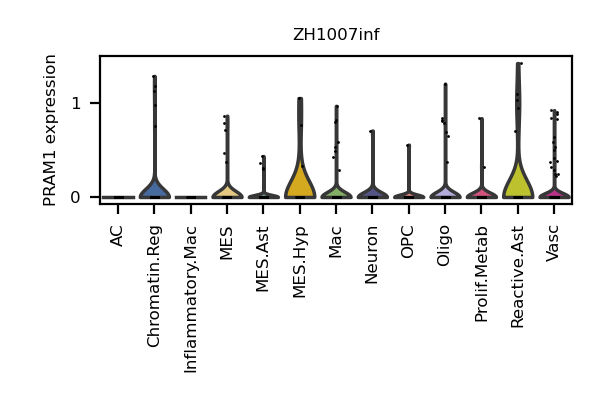 ZH1007inf
PRAM1 expression
1
0
AC
Chromatin.Reg
Inflammatory.Mac
MES
MES.Ast
MES.Hyp
Mac
Neuron
OPC
Oligo
Prolif.Metab
Reactive.Ast
Vasc